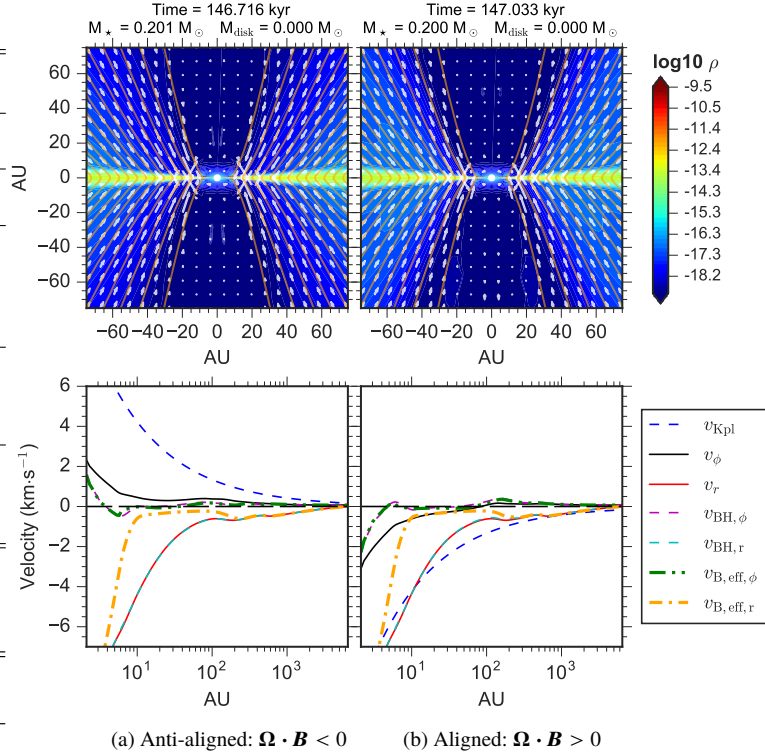 Time = 146.716 kyr
M⋆ = 0.201 M⊙ Mdisk = 0.000 M⊙
Time = 147.033 kyr
M⋆ = 0.200 M⊙ Mdisk = 0.000 M⊙
log10 ρ
-9.5
-10.5
-11.4
-12.4
-13.4
-14.3
-15.3
-16.3
-17.3
-18.2
AU
60
40
20
0
−20
−40
−60
−60 −40 −20 0 20 40 60
−60 −40 −20 0 20 40 60
AU
AU
Velocity (km·s⁻¹)
6
4
2
0
−2
−4
−6
10¹ 10² 10³
10¹ 10² 10³
AU
AU
vKpl
vϕ
vr
vBH, ϕ
vBH, r
vB, eff, ϕ
vB, eff, r
(a) Anti-aligned: Ω · B < 0
(b) Aligned: Ω · B > 0